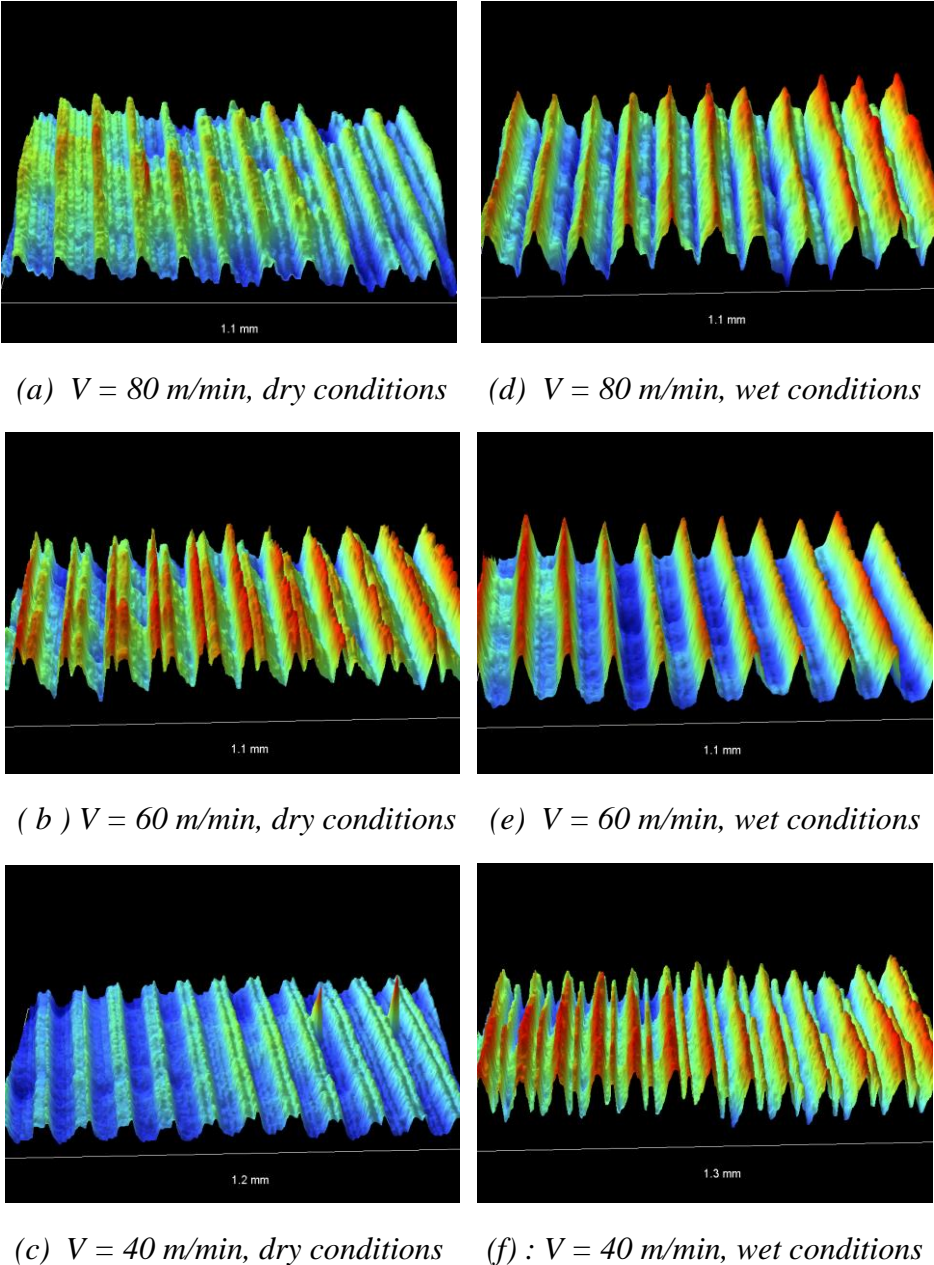 1.1 mm
1.1 mm
(a) V = 80 m/min, dry conditions
(d) V = 80 m/min, wet conditions
1.1 mm
1.1 mm
( b ) V = 60 m/min, dry conditions
(e) V = 60 m/min, wet conditions
1.2 mm
1.3 mm
(c) V = 40 m/min, dry conditions
(f) : V = 40 m/min, wet conditions